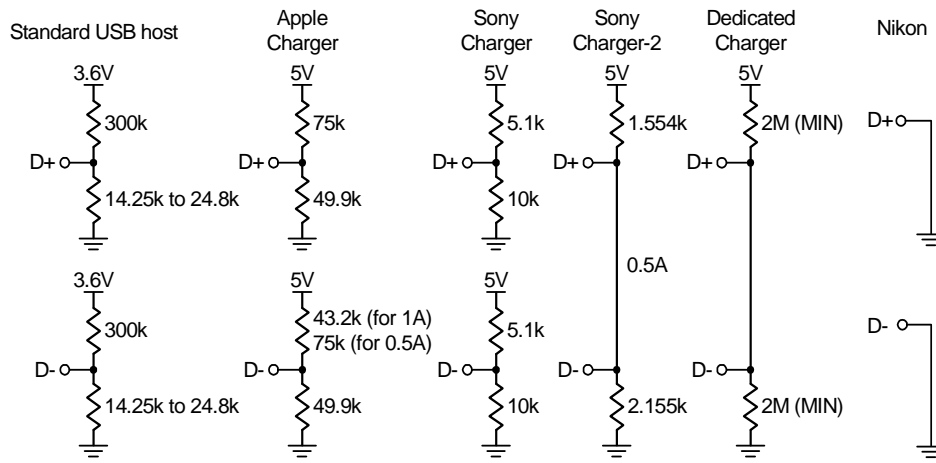 Standard USB host
Apple
Charger
Sony
Charger
Sony
Charger-2
Dedicated
Charger
Nikon
3.6V
5V
5V
5V
5V
300k
75k
5.1k
1.554k
2M (MIN)
D+
D+
D+
D+
D+
D+
14.25k to 24.8k
49.9k
10k
0.5A
3.6V
5V
5V
300k
43.2k (for 1A)
75k (for 0.5A)
5.1k
D-
D-
D-
D-
D-
D-
14.25k to 24.8k
49.9k
10k
2.155k
2M (MIN)